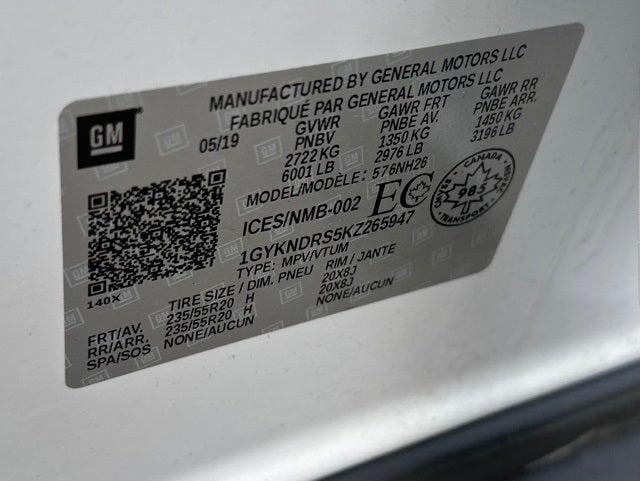 GM
MANUFACTURED BY GENERAL MOTORS LLC
FABRIQUÉ PAR GENERAL MOTORS LLC
05/19 GVWR GAWR FRT GAWR RR
PNBV PNBE AV. PNBE ARR.
2722 KG 1350 KG 1450 KG
6001 LB 2976 LB 3196 LB
MODEL/MODÈLE: 576NH26
ICES/NMB-002 EC
CANADA
985
TRANSPORT
1GYKNDRS5KZ265947
TYPE: MPV/VTUM
140X
TIRE SIZE / DIM. PNEU RIM / JANTE
FRT/AV. 235/55R20 H 20X8J
RR/ARR. 235/55R20 H 20X8J
SPA/SOS NONE/AUCUN NONE/AUCUN